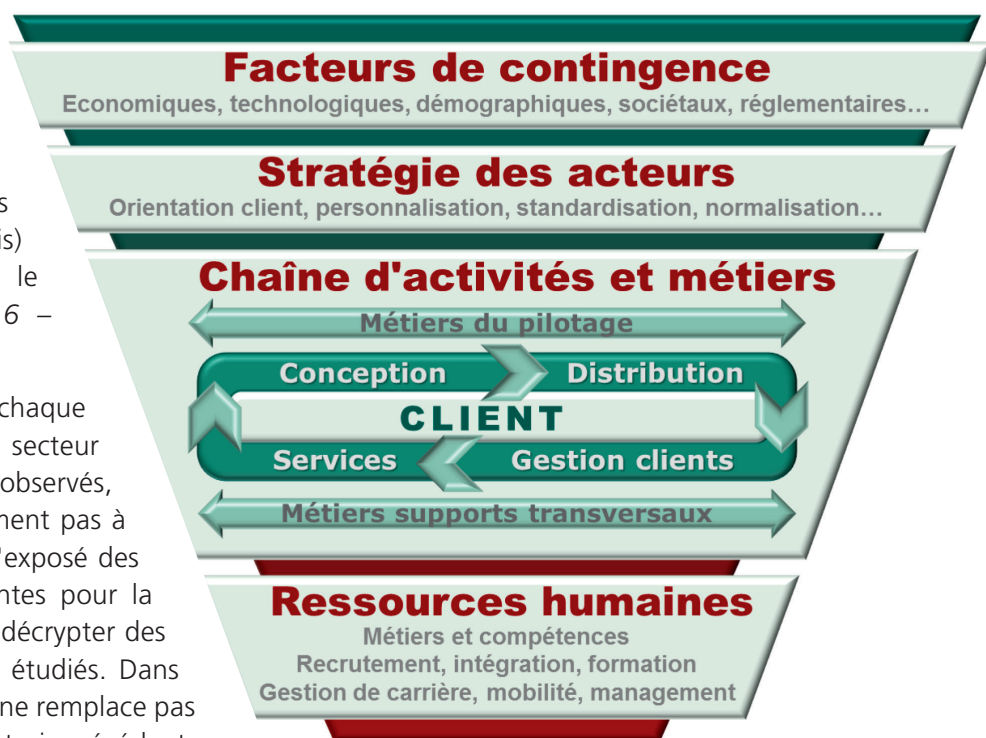 Facteurs de contingence
Economiques, technologiques, démographiques, sociétaux, réglementaires…
Stratégie des acteurs
Orientation client, personnalisation, standardisation, normalisation…
Chaîne d'activités et métiers
Métiers du pilotage
Conception
Distribution
CLIENT
Services
Gestion clients
Métiers supports transversaux
Ressources humaines
Métiers et compétences
Recrutement, intégration, formation
Gestion de carrière, mobilité, management
is)
le
6 –
chaque
secteur
observés,
ment pas à
'exposé des
ntes pour la
décrypter des
étudiés. Dans
ne remplace pas